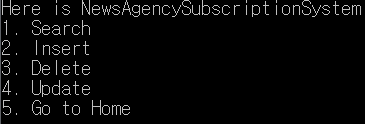 Here is NewsAgencySubscriptionSystem
1. Search
2. Insert
3. Delete
4. Update
5. Go to Home